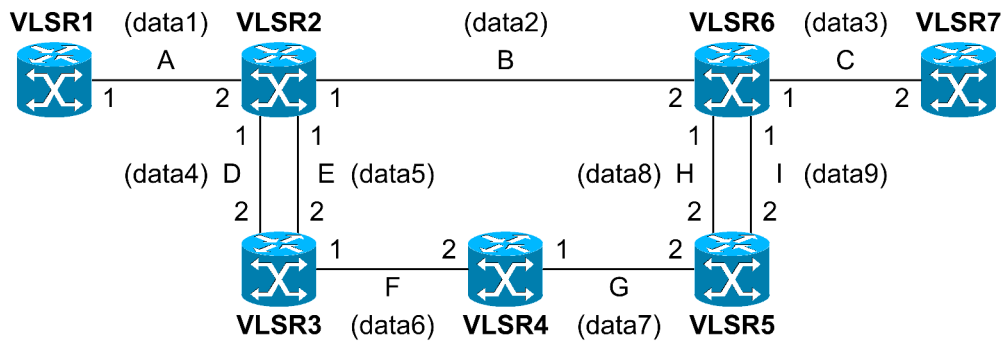 VLSR1 (data1) VLSR2 (data2) VLSR6 (data3) VLSR7
A B C
1 2 1 2 1 2
1 1 1 1
(data4) D E (data5) (data8) H I (data9)
2 2 2 2
1 2 1 2
F G
VLSR3 (data6) VLSR4 (data7) VLSR5